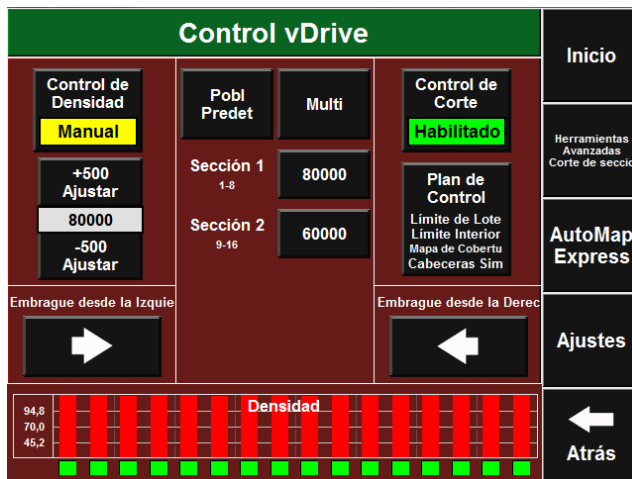 Control vDrive
Control de
Densidad
Manual
+500
Ajustar
80000
-500
Ajustar
Pobl
Predet
Multi
Sección 1
1-8
80000
Sección 2
9-16
60000
Control de
Corte
Habilitado
Plan de
Control
Límite de Lote
Límite Interior
Mapa de Cobertu
Cabeceras Sim
Embrague desde la Izquie
Embrague desde la Derec
Densidad
94,8
70,0
45,2
Inicio
Herramientas
Avanzadas
Corte de seccio
AutoMap
Express
Ajustes
Atrás